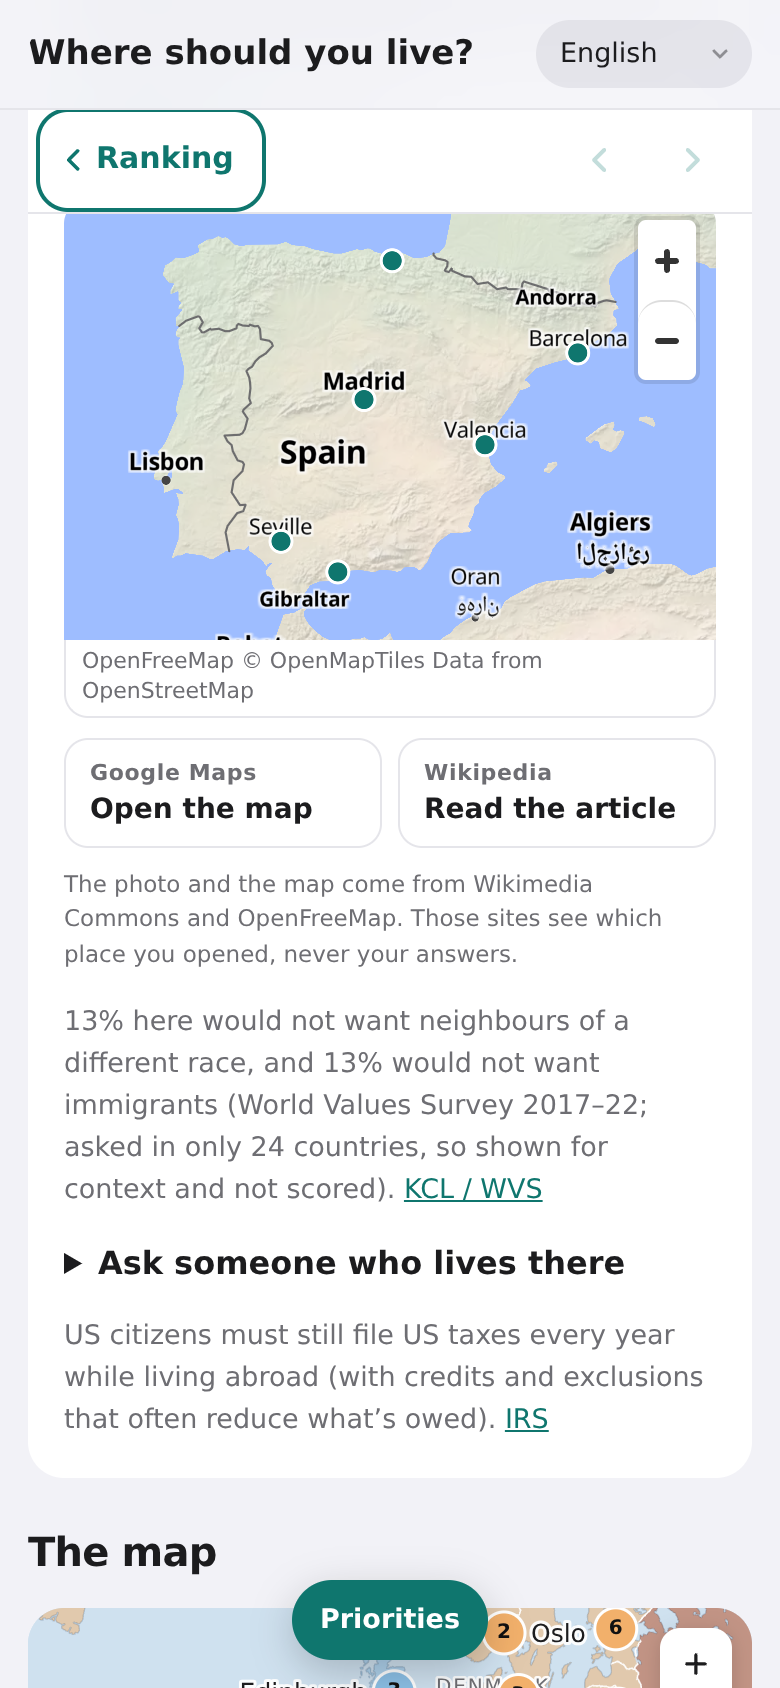 Where should you live?
English
Ranking
Andorra
Barcelona
Madrid
Valencia
Spain
Lisbon
Seville
Algiers
Oran
Gibraltar
OpenFreeMap © OpenMapTiles Data from
OpenStreetMap
Google Maps
Open the map
Wikipedia
Read the article
The photo and the map come from Wikimedia
Commons and OpenFreeMap. Those sites see which
place you opened, never your answers.
13% here would not want neighbours of a
different race, and 13% would not want
immigrants (World Values Survey 2017–22;
asked in only 24 countries, so shown for
context and not scored). KCL / WVS
Ask someone who lives there
US citizens must still file US taxes every year
while living abroad (with credits and exclusions
that often reduce what’s owed). IRS
The map
Priorities
2
Oslo
6